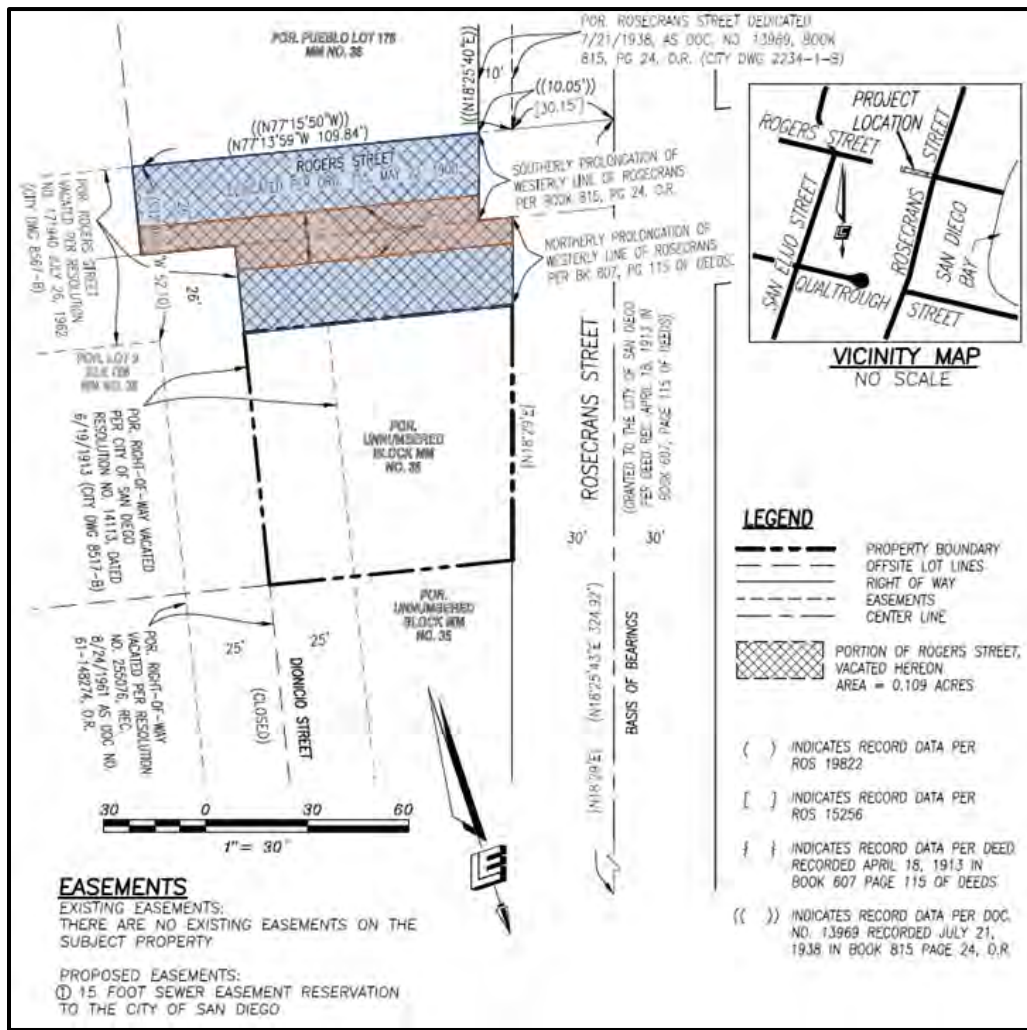 POR. PUEBLO LOT 176
MM NO. 36
((N18°25'40"E))
10'
POR. ROSECRANS STREET DEDICATED
7/21/1938, AS DOC. NO. 13969, BOOK
815, PG 24, O.R. (CITY DWG 2234-1-B)
((10.05'))
[30.15']
((N77°15'50"W))
(N77°13'59"W 109.84')
ROGERS STREET
SOUTHERLY PROLONGATION OF
WESTERLY LINE OF ROSECRANS
PER BOOK 815, PG 24, O.R.
NORTHERLY PROLONGATION OF
WESTERLY LINE OF ROSECRANS
PER BK 607, PG 115 OF DEEDS.
POR. ROGERS STREET
VACATED PER RESOLUTION
NO. 171940 JULY 26, 1962
(CITY DWG 8567-B)
W 52.10)
26'
POR. LOT 9
POR. RIGHT-OF-WAY VACATED
PER CITY OF SAN DIEGO
RESOLUTION NO. 14113, DATED
6/19/1913 (CITY DWG 8517-B)
POR.
UNNUMBERED
BLOCK MM
NO. 35
[N18°29'E]
ROSECRANS STREET
(GRANTED TO THE CITY OF SAN DIEGO
PER DEED REC. APRIL 18, 1913 IN
BOOK 607, PAGE 115 OF DEEDS)
30'
30'
POR.
UNNUMBERED
BLOCK MM
NO. 35
POR. RIGHT-OF-WAY
VACATED PER RESOLUTION
NO. 255076, REC.
8/24/1961 AS DOC NO.
61-148274, O.R.
25'
25'
DIONICIO STREET
(CLOSED)
[N18°29'E]
(N18°25'43"E 324.92')
BASIS OF BEARINGS
30
0
30
60
1"= 30'
EASEMENTS
EXISTING EASEMENTS:
THERE ARE NO EXISTING EASEMENTS ON THE
SUBJECT PROPERTY
PROPOSED EASEMENTS:
① 15 FOOT SEWER EASEMENT RESERVATION
TO THE CITY OF SAN DIEGO
PROJECT
LOCATION
ROGERS STREET
STREET
SAN ELIJO STREET
ROSECRANS
SAN DIEGO
BAY
QUALTROUGH
STREET
VICINITY MAP
NO SCALE
LEGEND
PROPERTY BOUNDARY
OFFSITE LOT LINES
RIGHT OF WAY
EASEMENTS
CENTER LINE
PORTION OF ROGERS STREET,
VACATED HEREON
AREA = 0.109 ACRES
( ) INDICATES RECORD DATA PER
ROS 19822
[ ] INDICATES RECORD DATA PER
ROS 15256
{ } INDICATES RECORD DATA PER DEED
RECORDED APRIL 18, 1913 IN
BOOK 607 PAGE 115 OF DEEDS
(( )) INDICATES RECORD DATA PER DOC.
NO. 13969 RECORDED JULY 21,
1938 IN BOOK 815 PAGE 24, O.R.